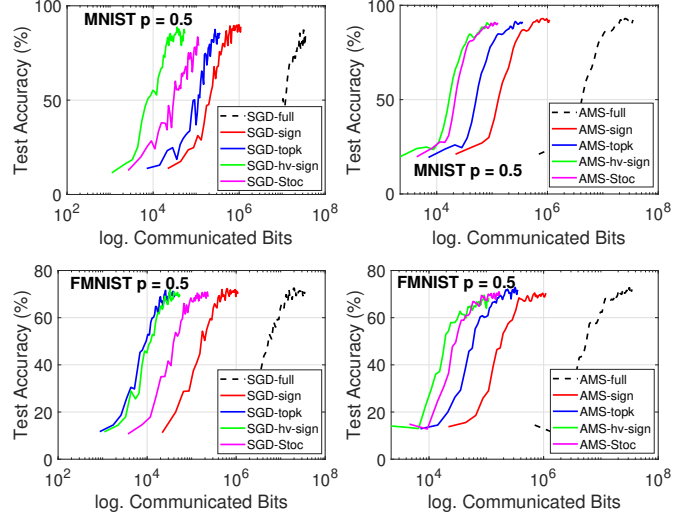 MNIST p = 0.5
Test Accuracy (%)
100
50
0
SGD-full
SGD-sign
SGD-topk
SGD-hv-sign
SGD-Stoc
10^2 10^4 10^6 10^8
log. Communicated Bits
MNIST p = 0.5
Test Accuracy (%)
100
50
0
AMS-full
AMS-sign
AMS-topk
AMS-hv-sign
AMS-Stoc
10^4 10^6 10^8
log. Communicated Bits
FMNIST p = 0.5
Test Accuracy (%)
80
60
40
20
0
SGD-full
SGD-sign
SGD-topk
SGD-hv-sign
SGD-Stoc
10^2 10^4 10^6 10^8
log. Communicated Bits
FMNIST p = 0.5
Test Accuracy (%)
80
60
40
20
0
AMS-full
AMS-sign
AMS-topk
AMS-hv-sign
AMS-Stoc
10^4 10^6 10^8
log. Communicated Bits